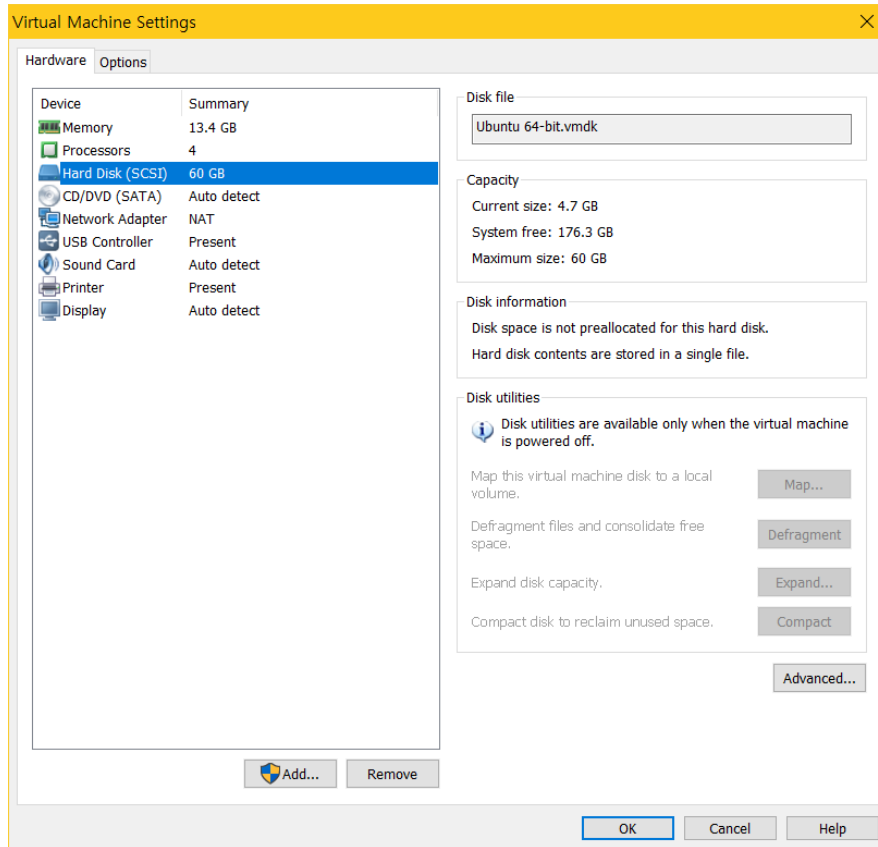 Virtual Machine Settings
Hardware Options
Device Summary
Memory 13.4 GB
Processors 4
Hard Disk (SCSI) 60 GB
CD/DVD (SATA) Auto detect
Network Adapter NAT
USB Controller Present
Sound Card Auto detect
Printer Present
Display Auto detect
Add... Remove
Disk file
Ubuntu 64-bit.vmdk
Capacity
Current size: 4.7 GB
System free: 176.3 GB
Maximum size: 60 GB
Disk information
Disk space is not preallocated for this hard disk.
Hard disk contents are stored in a single file.
Disk utilities
Disk utilities are available only when the virtual machine
is powered off.
Map this virtual machine disk to a local
volume.
Map...
Defragment files and consolidate free
space.
Defragment
Expand disk capacity.
Expand...
Compact disk to reclaim unused space.
Compact
Advanced...
OK Cancel Help